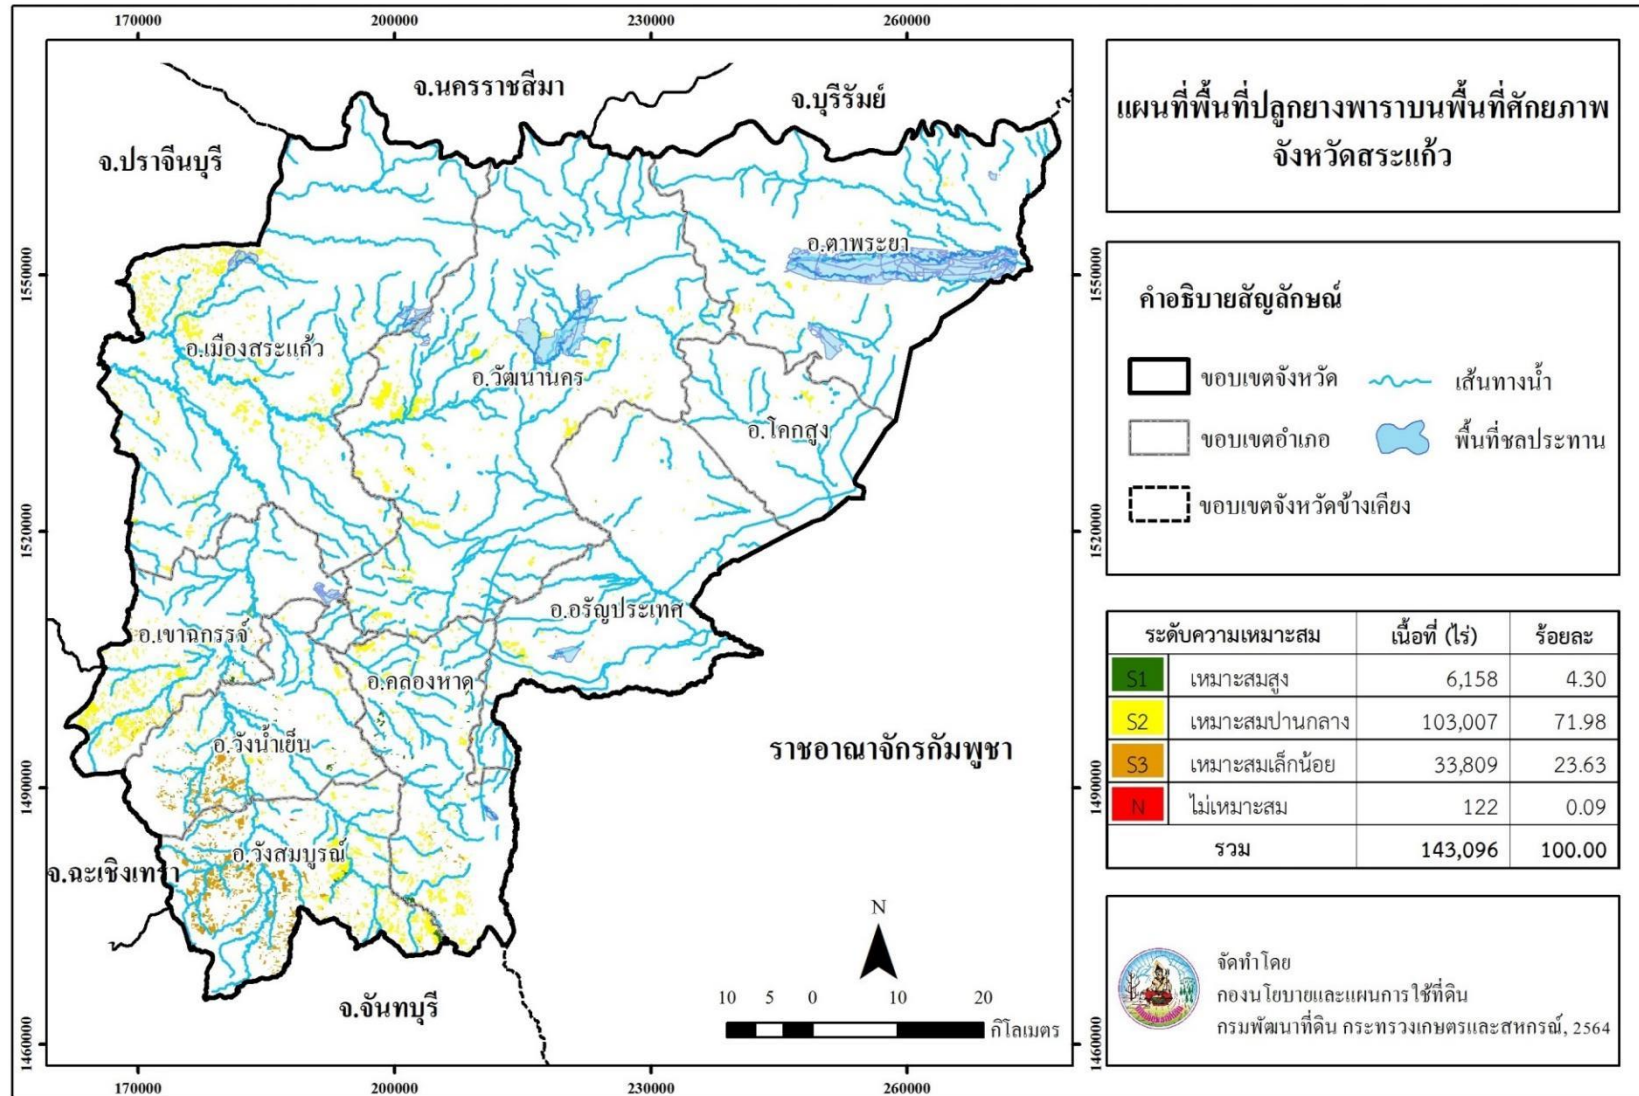 170000
200000
230000
260000
จ.นครราชสีมา
จ.บุรีรัมย์
จ.ปราจีนบุรี
อ.ตาพระยา
1550000
1550000
อ.เมืองสระแก้ว
อ.วัฒนานคร
อ.โคกสูง
1520000
1520000
อ.อรัญประเทศ
อ.เขาฉกรรจ์
อ.คลองหาด
อ.วังน้ำเย็น
ราชอาณาจักรกัมพูชา
1490000
1490000
อ.วังสมบูรณ์
จ.ฉะเชิงเทรา
N
จ.จันทบุรี
10 5 0 10 20
กิโลเมตร
1460000
1460000
170000
200000
230000
260000
แผนที่พื้นที่ปลูกยางพาราบนพื้นที่ศักยภาพ
จังหวัดสระแก้ว
คำอธิบายสัญลักษณ์
ขอบเขตจังหวัด เส้นทางน้ำ
ขอบเขตอำเภอ พื้นที่ชลประทาน
ขอบเขตจังหวัดข้างเคียง
ระดับความเหมาะสม เนื้อที่ (ไร่) ร้อยละ
S1 เหมาะสมสูง 6,158 4.30
S2 เหมาะสมปานกลาง 103,007 71.98
S3 เหมาะสมเล็กน้อย 33,809 23.63
N ไม่เหมาะสม 122 0.09
รวม 143,096 100.00
จัดทำโดย
กองนโยบายและแผนการใช้ที่ดิน
กรมพัฒนาที่ดิน กระทรวงเกษตรและสหกรณ์, 2564